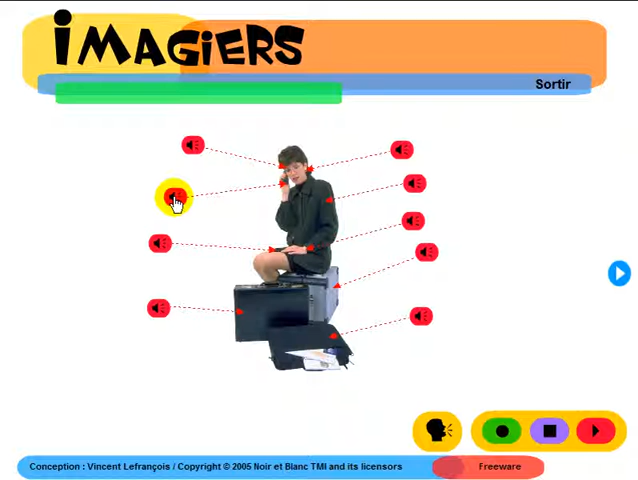 iMAGiERS
Sortir
Conception : Vincent Lefrançois / Copyright © 2005 Noir et Blanc TMI and its licensors
Freeware